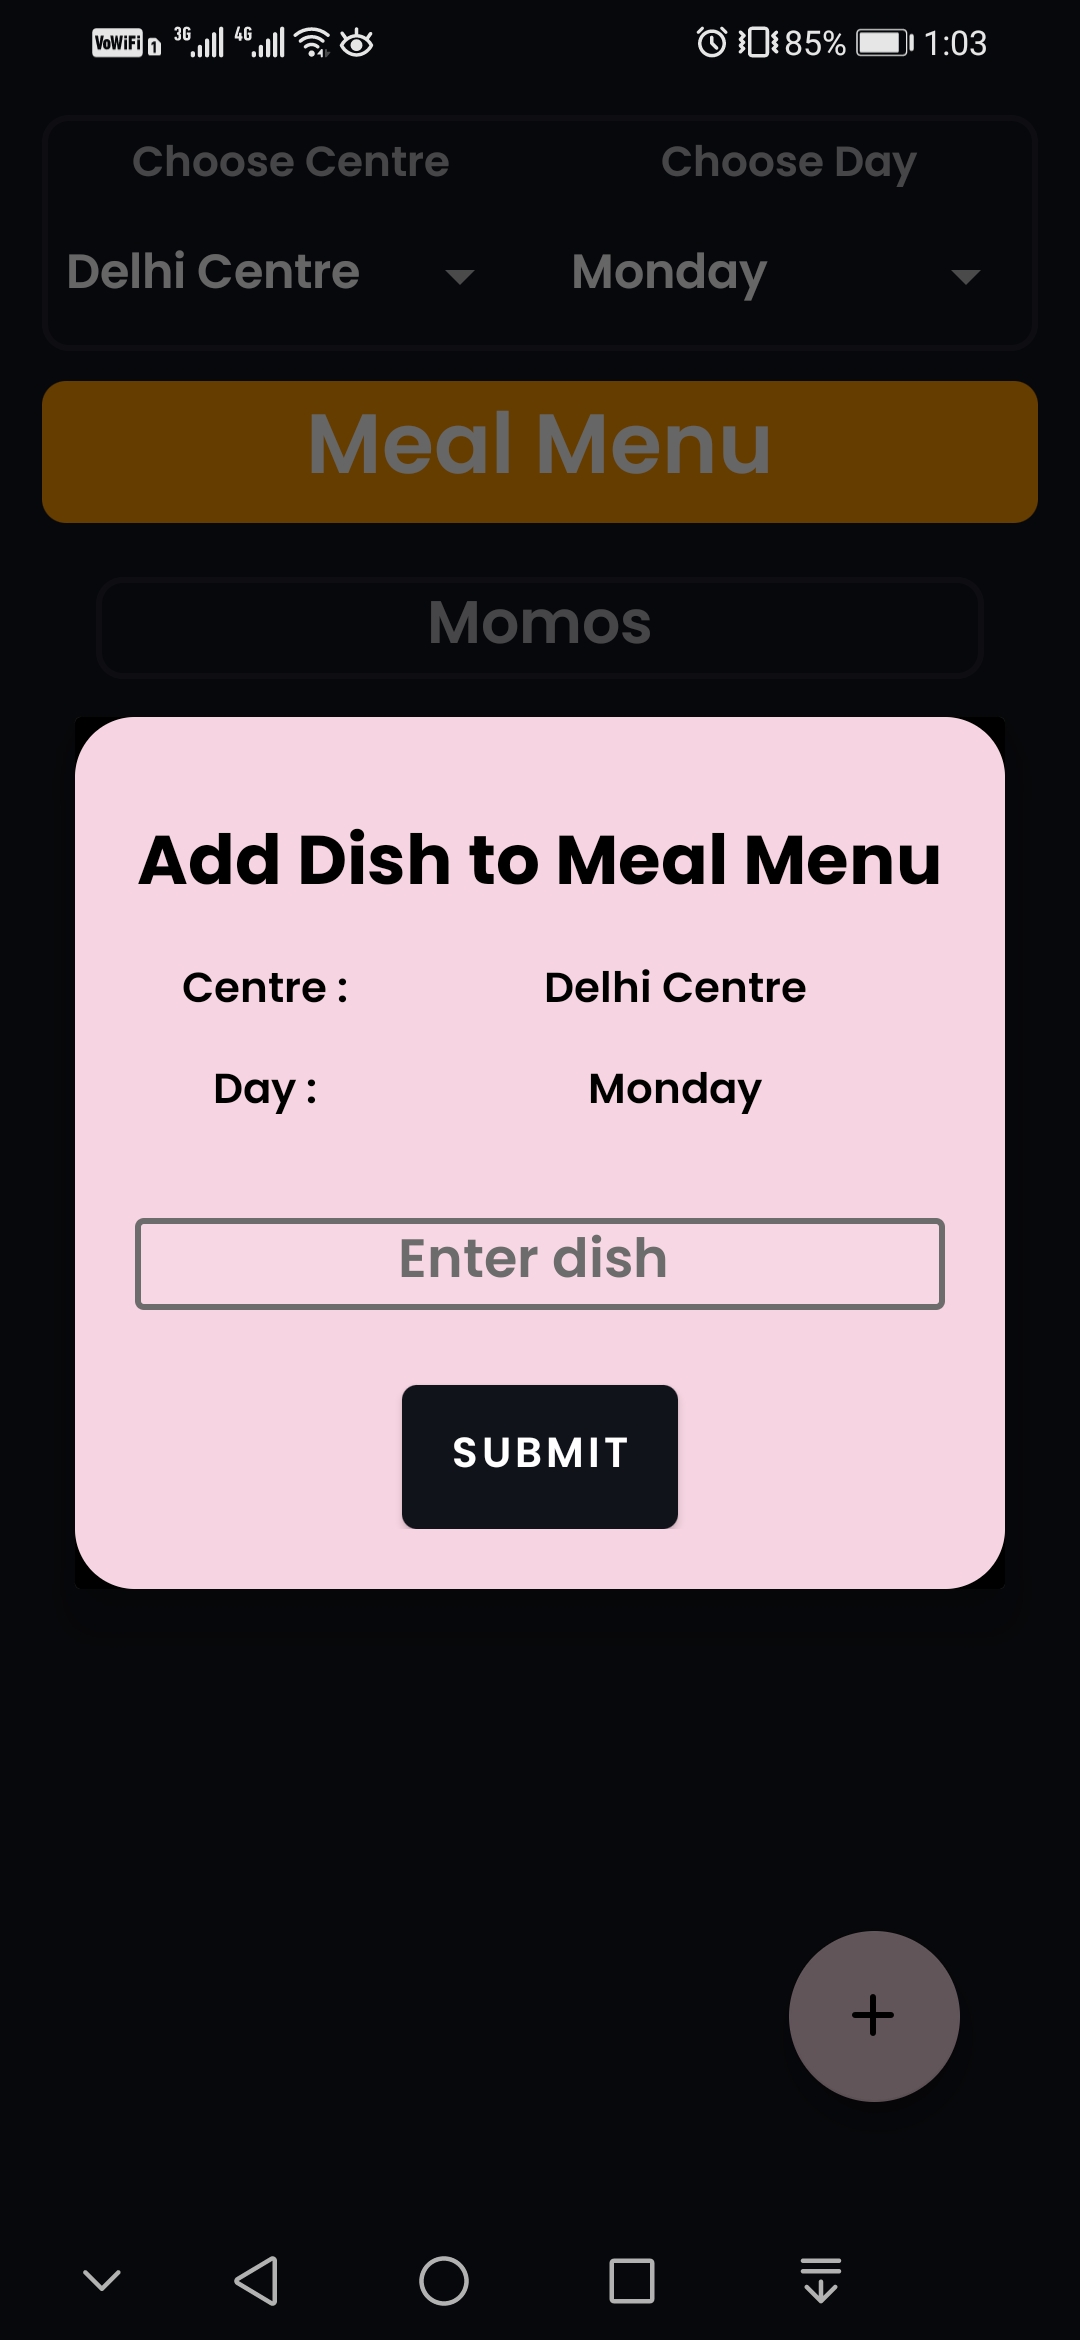 VoWiFi 1 3G 4G 85% 1:03
Choose Centre Choose Day
Delhi Centre Monday
Meal Menu
Momos
Add Dish to Meal Menu
Centre : Delhi Centre
Day : Monday
Enter dish
SUBMIT